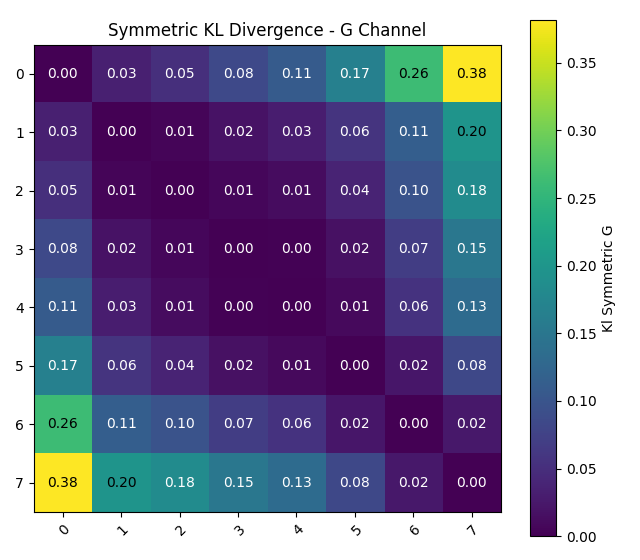 Symmetric KL Divergence - G Channel
0 0.00 0.03 0.05 0.08 0.11 0.17 0.26 0.38
1 0.03 0.00 0.01 0.02 0.03 0.06 0.11 0.20
2 0.05 0.01 0.00 0.01 0.01 0.04 0.10 0.18
3 0.08 0.02 0.01 0.00 0.00 0.02 0.07 0.15
4 0.11 0.03 0.01 0.00 0.00 0.01 0.06 0.13
5 0.17 0.06 0.04 0.02 0.01 0.00 0.02 0.08
6 0.26 0.11 0.10 0.07 0.06 0.02 0.00 0.02
7 0.38 0.20 0.18 0.15 0.13 0.08 0.02 0.00
0 1 2 3 4 5 6 7
0.35
0.30
0.25
0.20
0.15
0.10
0.05
0.00
Kl Symmetric G